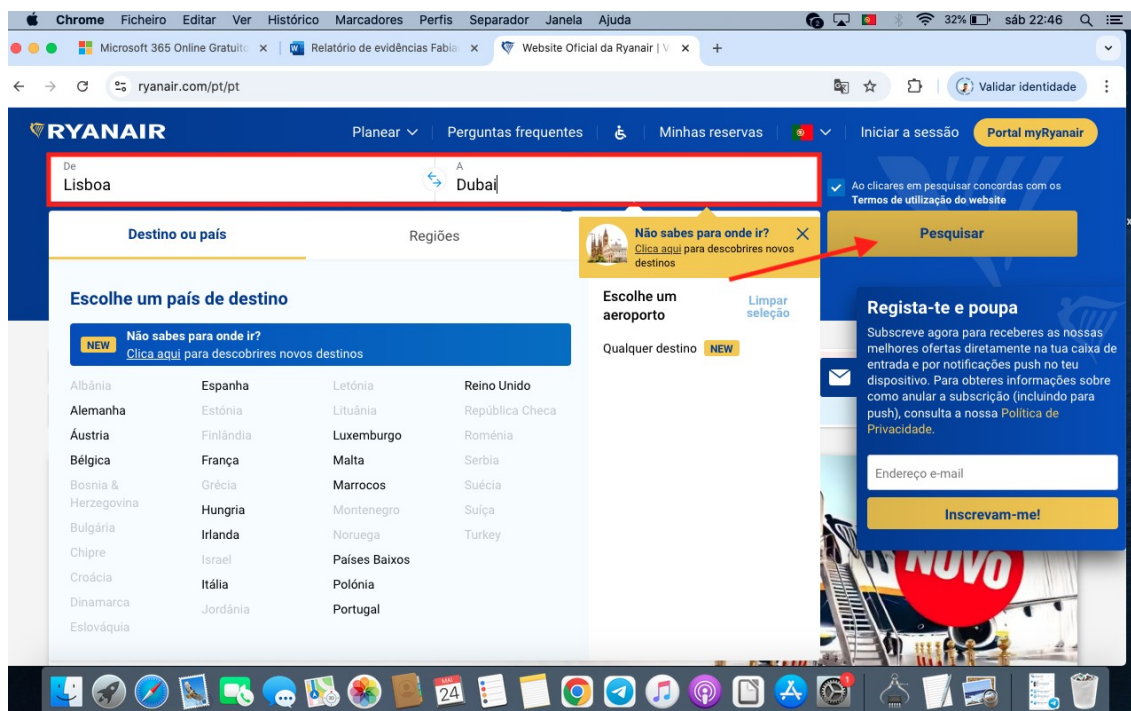 Chrome Ficheiro Editar Ver Histórico Marcadores Perfis Separador Janela Ajuda 32% sáb 22:46
Microsoft 365 Online Gratuito Relatório de evidências Fabia Website Oficial da Ryanair | V
ryanair.com/pt/pt Validar identidade
RYANAIR Planear Perguntas frequentes Minhas reservas Iniciar a sessão Portal myRyanair
De
Lisboa
A
Dubai
Ao clicares em pesquisar concordas com os
Termos de utilização do website
Pesquisar
Destino ou país Regiões
Não sabes para onde ir?
Clica aqui para descobrires novos
destinos
Escolhe um país de destino
NEW Não sabes para onde ir?
Clica aqui para descobrires novos destinos
Albânia
Alemanha
Áustria
Bélgica
Bosnia &
Herzegovina
Bulgária
Chipre
Croácia
Dinamarca
Eslováquia
Espanha
Estónia
Finlândia
França
Grécia
Hungria
Irlanda
Israel
Itália
Jordânia
Letónia
Lituânia
Luxemburgo
Malta
Marrocos
Montenegro
Noruega
Países Baixos
Polónia
Portugal
Reino Unido
República Checa
Roménia
Serbia
Suécia
Suíça
Turkey
Escolhe um
aeroporto
Limpar
seleção
Qualquer destino NEW
Regista-te e poupa
Subscreve agora para receberes as nossas
melhores ofertas diretamente na tua caixa de
entrada e por notificações push no teu
dispositivo. Para obteres informações sobre
como anular a subscrição (incluindo para
push), consulta a nossa Política de
Privacidade.
Endereço e-mail
Inscrevam-me!
NOVO
MAI
24
1